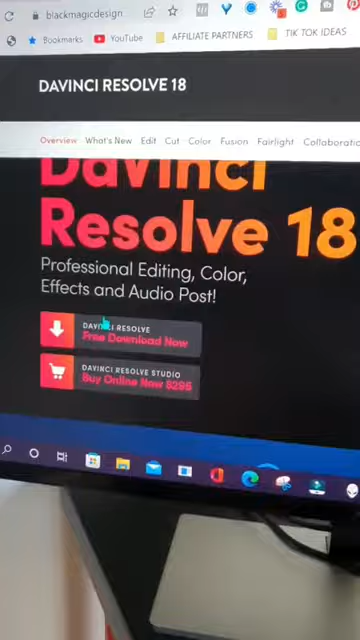 blackmagicdesign
Bookmarks YouTube AFFILIATE PARTNERS TIK TOK IDEAS
DAVINCI RESOLVE 18
Overview What's New Edit Cut Color Fusion Fairlight Collaboratio
DaVinci
Resolve 18
Professional Editing, Color,
Effects and Audio Post!
DAVINCI RESOLVE
Free Download Now
DAVINCI RESOLVE STUDIO
Buy Online Now $295